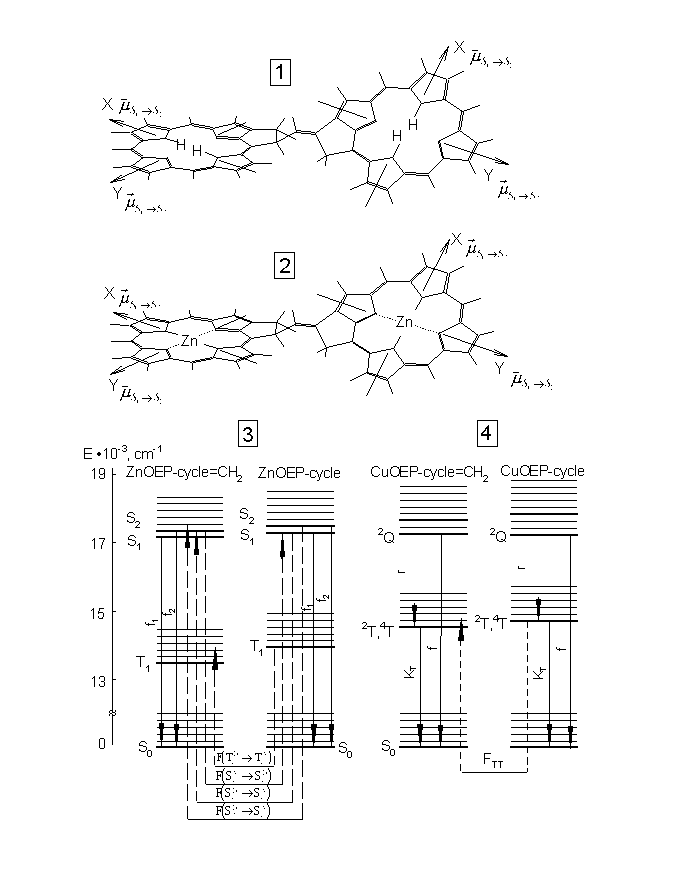 1
X
X
H
H
H
H
Y
Y
2
X
X
Zn
Zn
Y
Y
3
4
E•10⁻³, cm⁻¹
ZnOEP-cycle=CH₂
ZnOEP-cycle
CuOEP-cycle=CH₂
CuOEP-cycle
19
S₂
S₂
S₁
S₁
²Q
²Q
17
r
r
15
f₁
f₂
f₁
f₂
²T,⁴T
²T,⁴T
T₁
T₁
K_T
f
K_T
f
13
0
S₀
S₀
S₀
F_TT